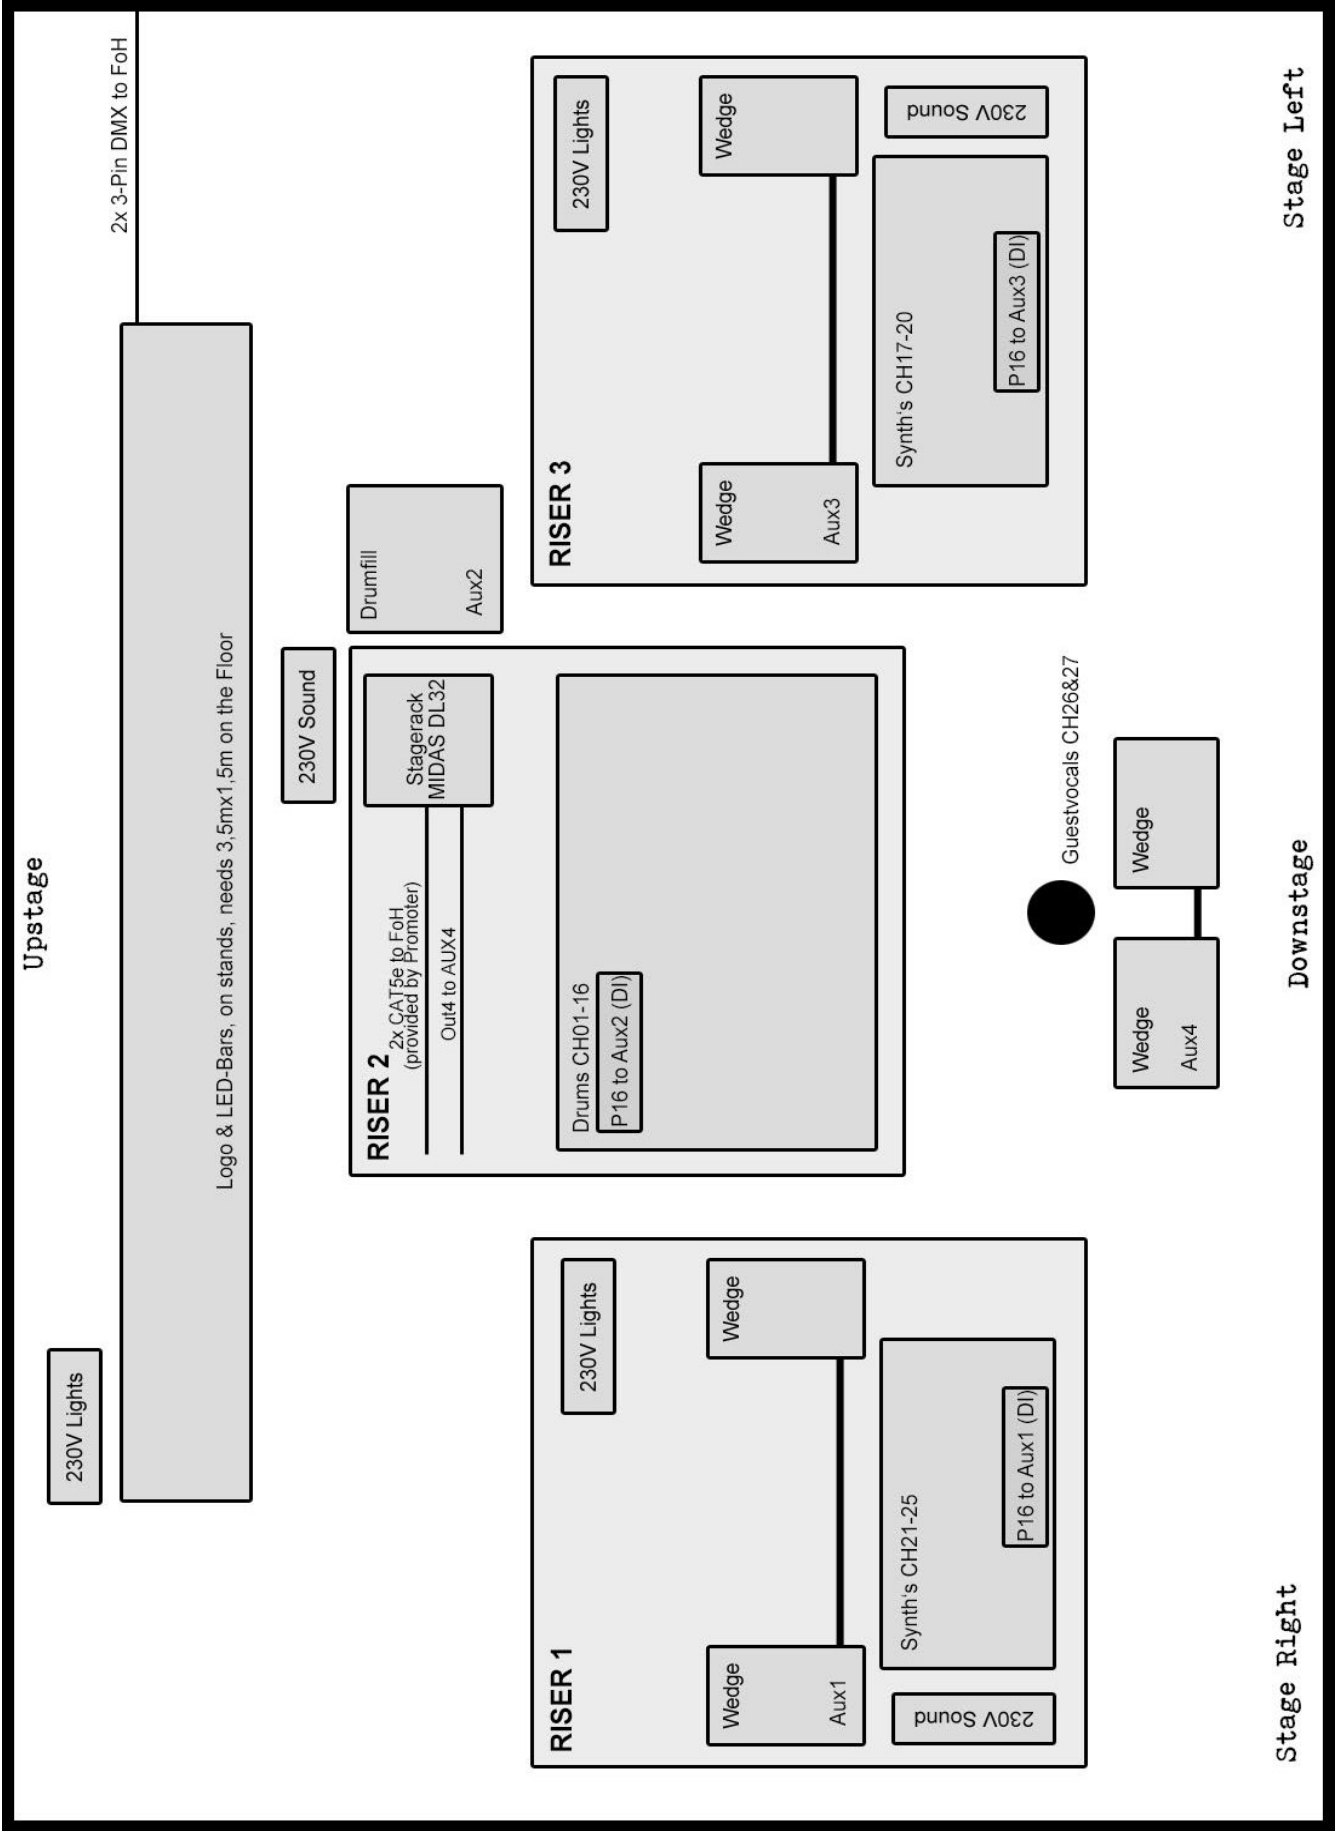 Upstage
230V Lights
2x 3-Pin DMX to FoH
Logo & LED-Bars, on stands, needs 3,5mx1,5m on the Floor
230V Sound
RISER 2
2x CAT5e to FoH
(provided by Promoter)
Out4 to AUX4
Stagerack
MIDAS DL32
Drums CH01-16
P16 to Aux2 (DI)
Drumfill
Aux2
RISER 1
230V Lights
Wedge
Aux1
Wedge
Synth's CH21-25
P16 to Aux1 (DI)
230V Sound
RISER 3
230V Lights
Wedge
Aux3
Wedge
Synth's CH17-20
P16 to Aux3 (DI)
230V Sound
Guestvocals CH26&27
Wedge
Aux4
Wedge
Stage Right
Downstage
Stage Left